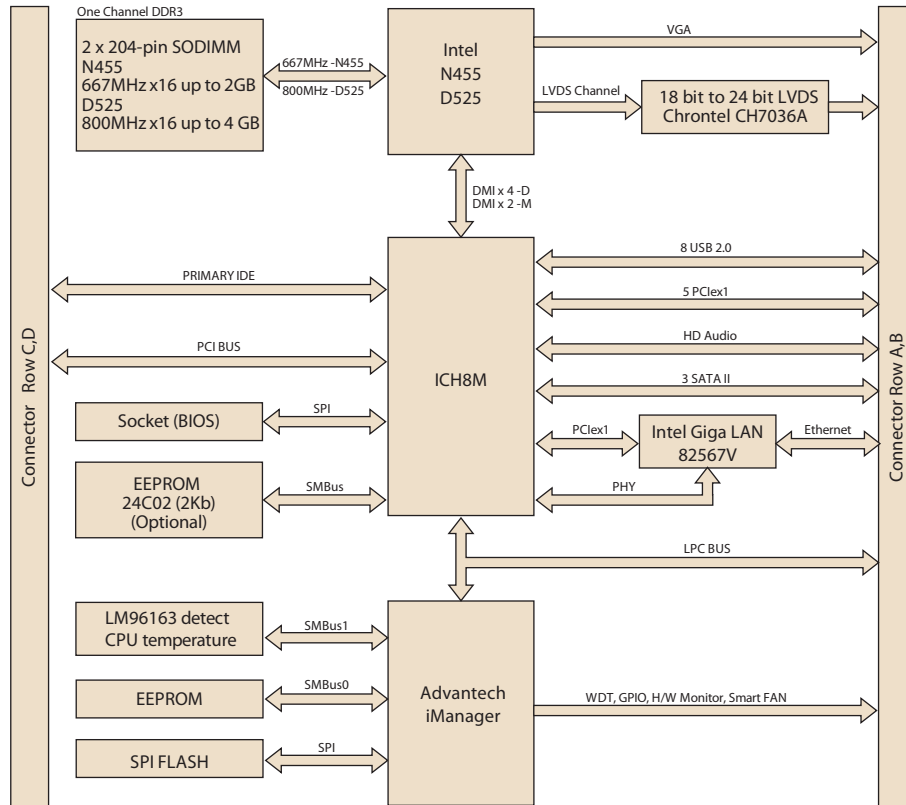 One Channel DDR3
2 x 204-pin SODIMM
N455
667MHz x16 up to 2GB
D525
800MHz x16 up to 4 GB
667MHz -N455
800MHz -D525
Intel
N455
D525
VGA
LVDS Channel
18 bit to 24 bit LVDS
Chrontel CH7036A
DMI x 4 -D
DMI x 2 -M
Connector Row C,D
PRIMARY IDE
PCI BUS
Socket (BIOS)
SPI
EEPROM
24C02 (2Kb)
(Optional)
SMBus
ICH8M
8 USB 2.0
5 PCIex1
HD Audio
3 SATA II
PCIex1
Intel Giga LAN
82567V
Ethernet
PHY
LPC BUS
Connector Row A,B
LM96163 detect
CPU temperature
SMBus1
EEPROM
SMBus0
SPI FLASH
SPI
Advantech
iManager
WDT, GPIO, H/W Monitor, Smart FAN